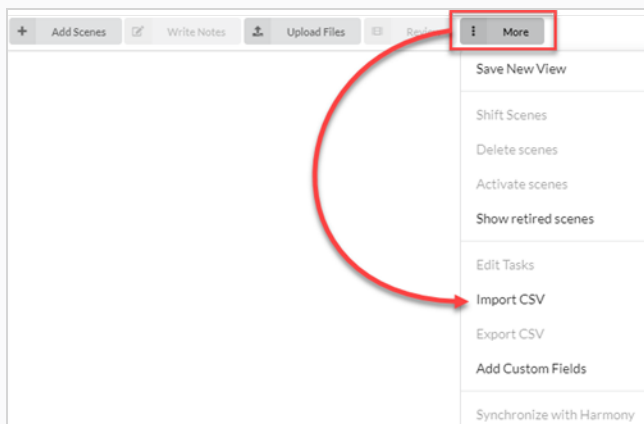 Add Scenes Write Notes Upload Files More
Save New View
Shift Scenes
Delete scenes
Activate scenes
Show retired scenes
Edit Tasks
Import CSV
Export CSV
Add Custom Fields
Synchronize with Harmony